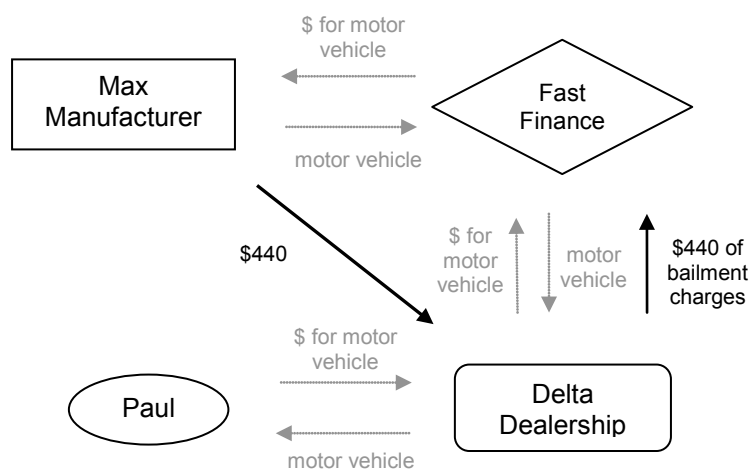 $ for motor
vehicle
Max
Manufacturer
Fast
Finance
motor vehicle
$440
$ for
motor
vehicle
motor
vehicle
$440 of
bailment
charges
$ for motor
vehicle
Paul
Delta
Dealership
motor vehicle